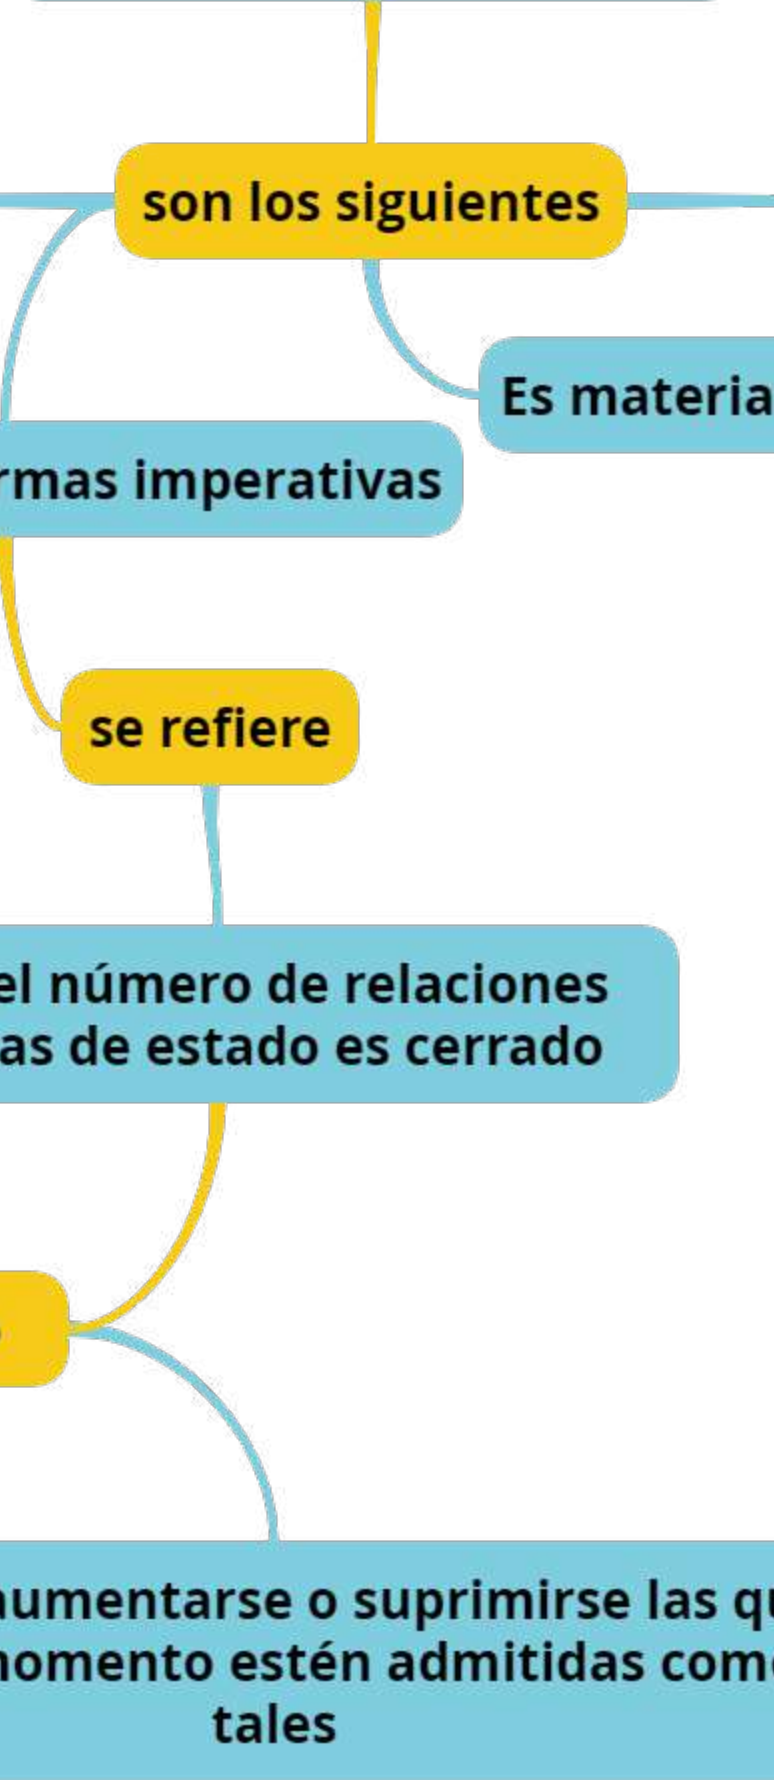 son los siguientes
Es materia
rmas imperativas
se refiere
el número de relaciones
as de estado es cerrado
aumentarse o suprimirse las qu
momento estén admitidas como
tales